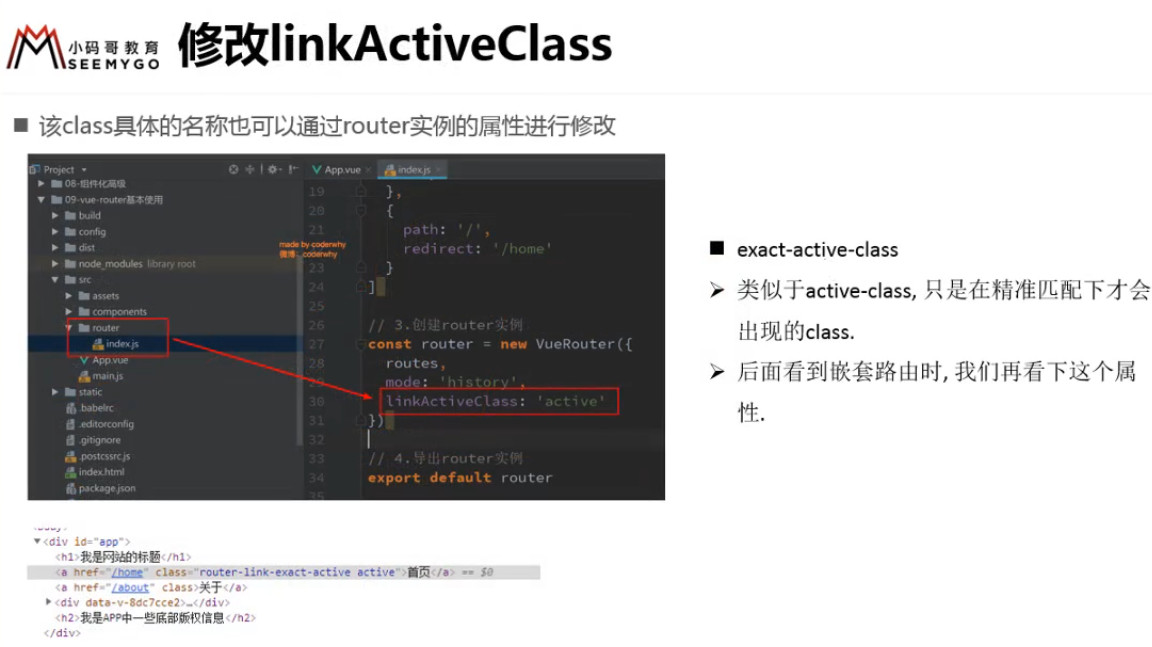 小码哥教育
SEEMYGO
修改linkActiveClass
■ 该class具体的名称也可以通过router实例的属性进行修改
Project
08-组件化高级
09-vue-router基本使用
build
config
dist
node_modules library root
src
assets
components
router
index.js
App.vue
main.js
static
.babelrc
.editorconfig
.gitignore
.postcssrc.js
index.html
package.json
made by coderwhy
微博: coderwhy
App.vue index.js
19 },
20 {
21 path: '/',
redirect: '/home'
23 }
24 ]
25
26 // 3.创建router实例
27 const router = new VueRouter({
28 routes,
29 mode: 'history',
30 linkActiveClass: 'active'
31 })
32
33 // 4.导出router实例
34 export default router
35
■ exact-active-class
➢ 类似于active-class, 只是在精准匹配下才会
出现的class.
➢ 后面看到嵌套路由时, 我们再看下这个属
性.
<div id="app">
<h1>我是网站的标题</h1>
<a href="/home" class="router-link-exact-active active">首页</a> == $0
<a href="/about" class>关于</a>
<div data-v-8dc7cce2>…</div>
<h2>我是APP中一些底部版权信息</h2>
</div>